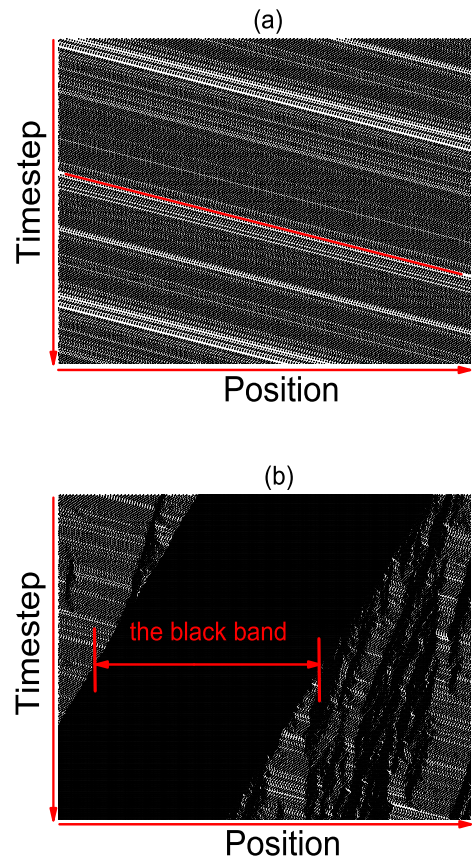 (a)
Timestep
Position
(b)
the black band
Timestep
Position